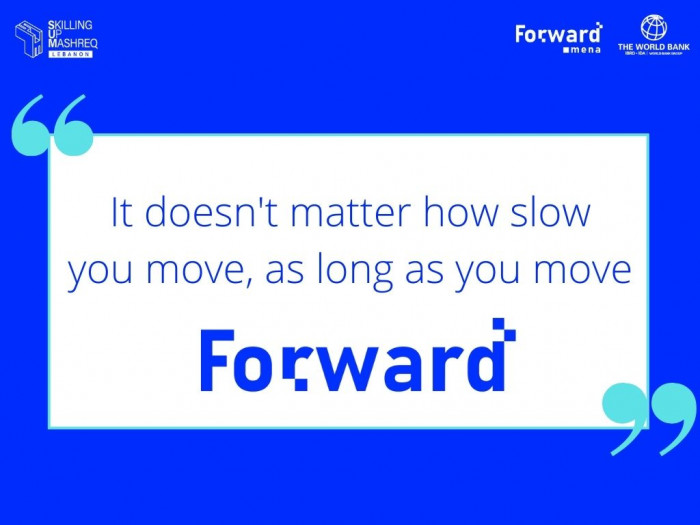 SKILLING
UP
MASHREQ
LEBANON
Forward
mena
THE WORLD BANK
IBRD • IDA | WORLD BANK GROUP
It doesn't matter how slow
you move, as long as you move
Forward